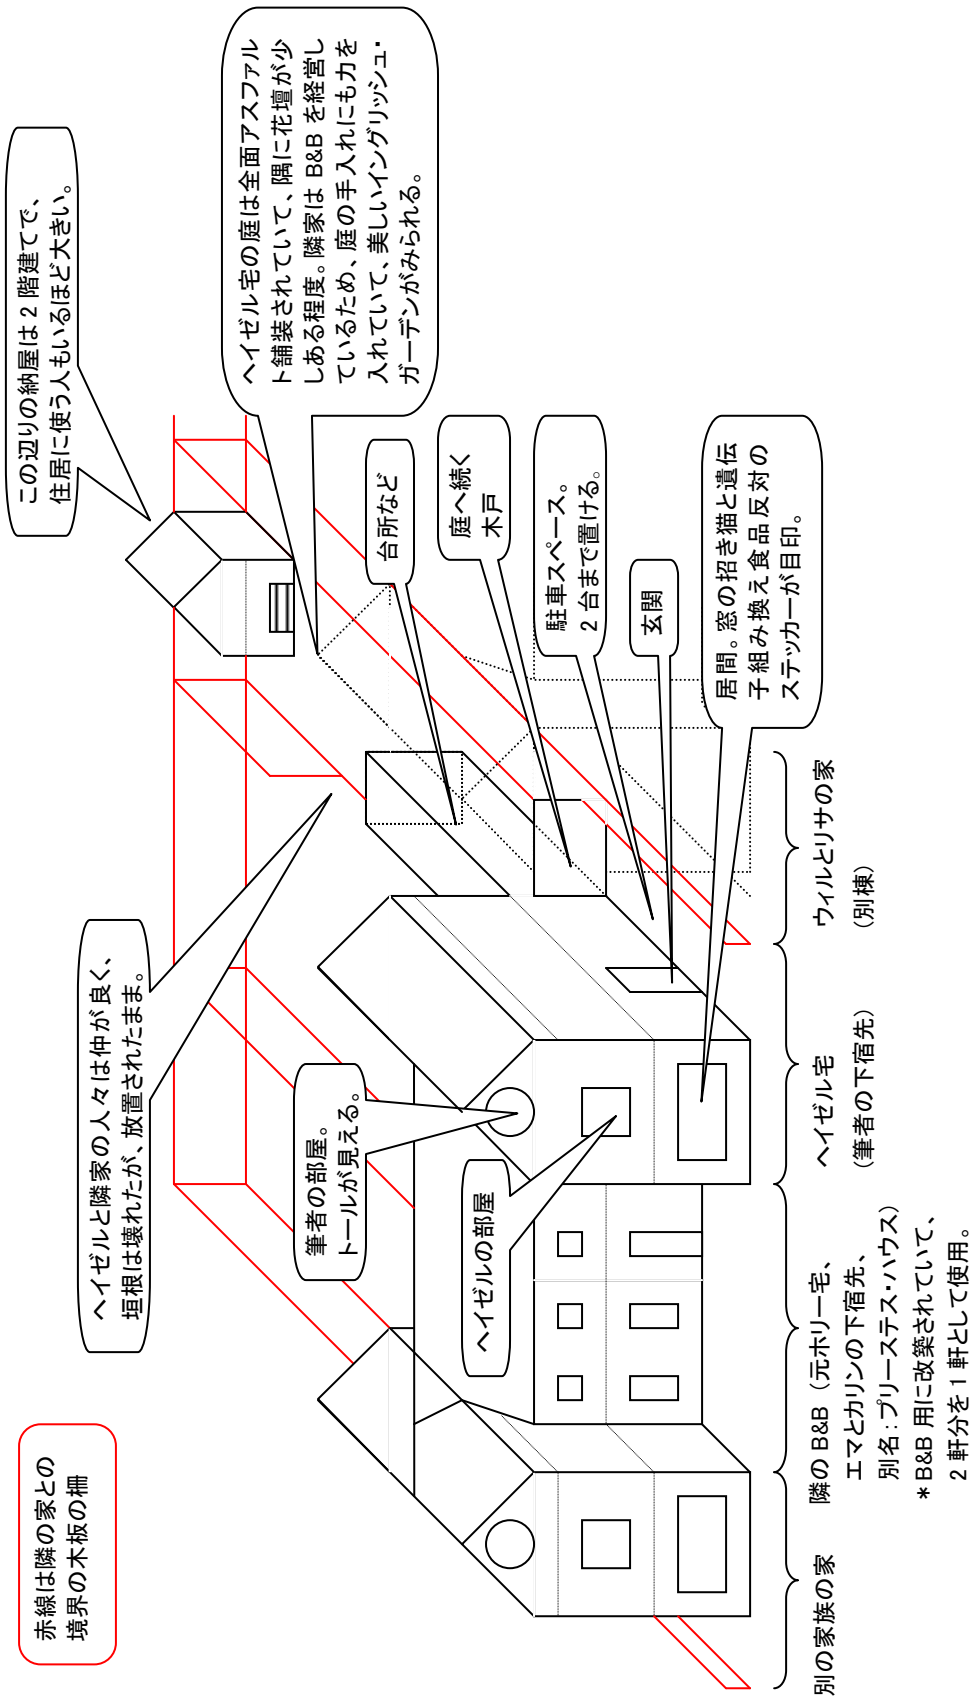 赤線は隣の家との
境界の木板の柵
この辺りの納屋は 2 階建てで、
住居に使う人もいるほど大きい。
ヘイゼルと隣家の人々は仲が良く、
垣根は壊れたが、放置されたまま。
ヘイゼル宅の庭は全面アスファル
ト舗装されていて、隅に花壇が少
しある程度。隣家は B&B を経営し
ているため、庭の手入れにも力を
入れていて、美しいイングリッシュ・
ガーデンがみられる。
筆者の部屋。
トールが見える。
台所など
ヘイゼルの部屋
庭へ続く
木戸
駐車スペース。
2 台まで置ける。
玄関
居間。窓の招き猫と遺伝
子組み換え食品反対の
ステッカーが目印。
別の家族の家
隣の B&B （元ホリー宅、
エマとカリンの下宿先、
別名：プリーステス・ハウス）
＊B&B 用に改築されていて、
2 軒分を 1 軒として使用。
ヘイゼル宅
（筆者の下宿先）
ウィルとリサの家
（別棟）